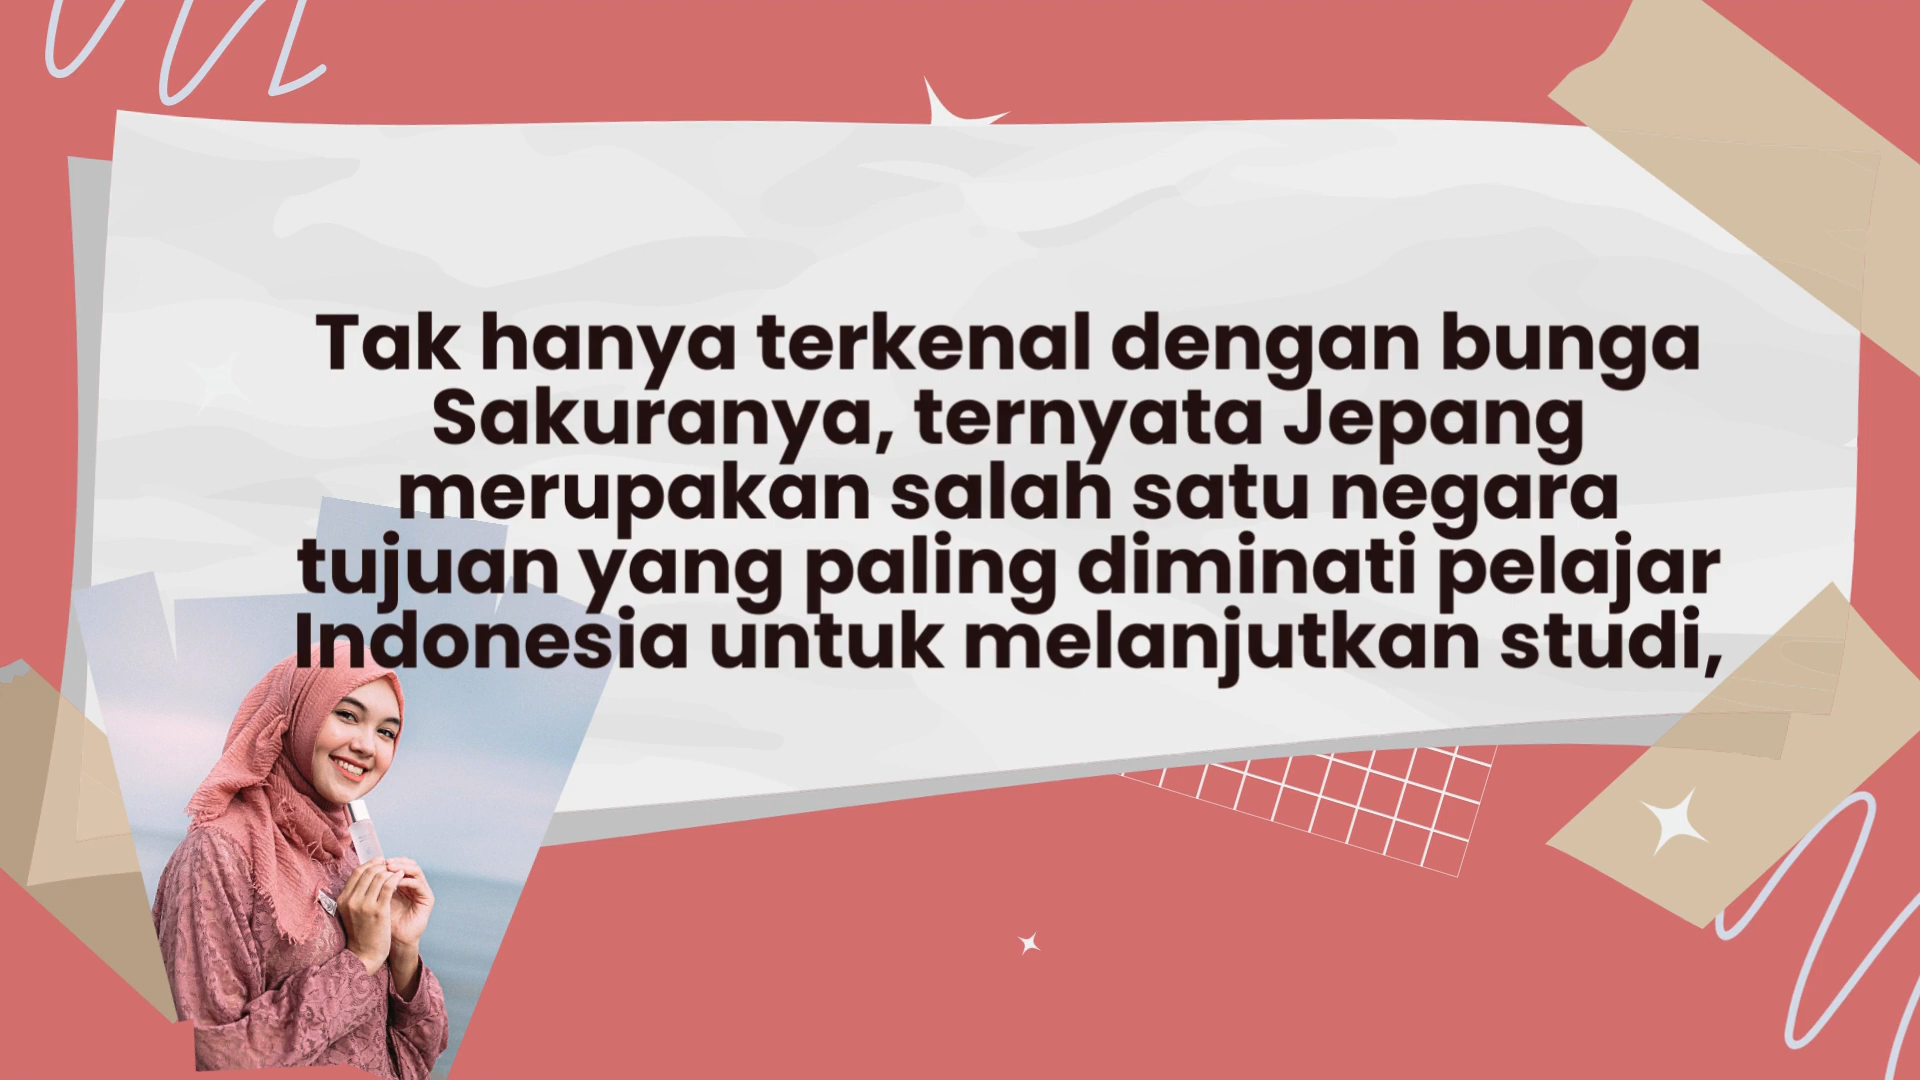 Tak hanya terkenal dengan bunga
Sakuranya, ternyata Jepang
merupakan salah satu negara
tujuan yang paling diminati pelajar
Indonesia untuk melanjutkan studi,